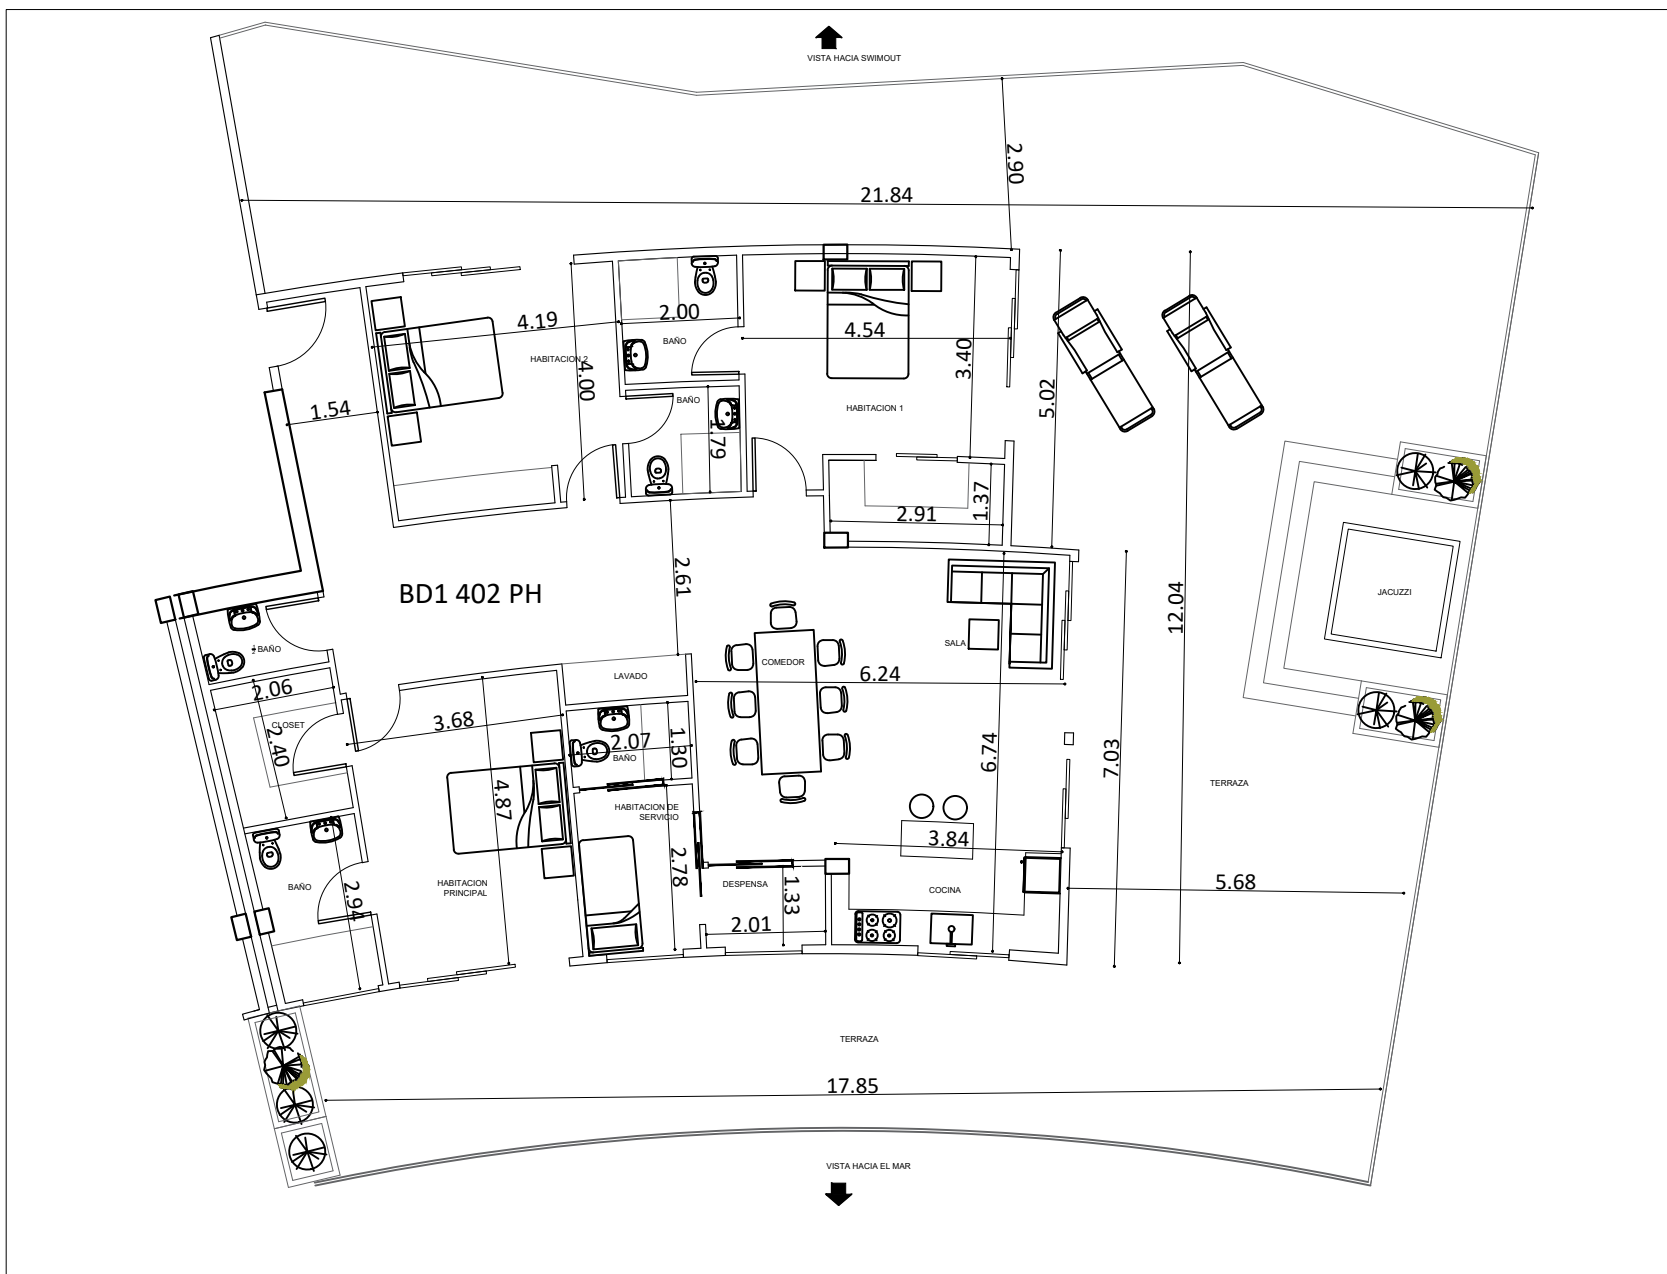 VISTA HACIA SWIMOUT
2.90
21.84
4.19
2.00
4.54
BAÑO
HABITACION 2
3.40
4.00
5.02
1.54
BAÑO
HABITACION 1
1.79
1.37
2.91
2.61
BD1 402 PH
12.04
JACUZZI
BAÑO
COMEDOR
SALA
LAVADO
6.24
2.06
3.68
CLOSET
2.40
2.07
1.30
BAÑO
6.74
7.03
TERRAZA
4.87
HABITACION DE
SERVICIO
3.84
2.78
DESPENSA
1.33
COCINA
5.68
BAÑO
2.94
HABITACION
PRINCIPAL
2.01
TERRAZA
17.85
VISTA HACIA EL MAR